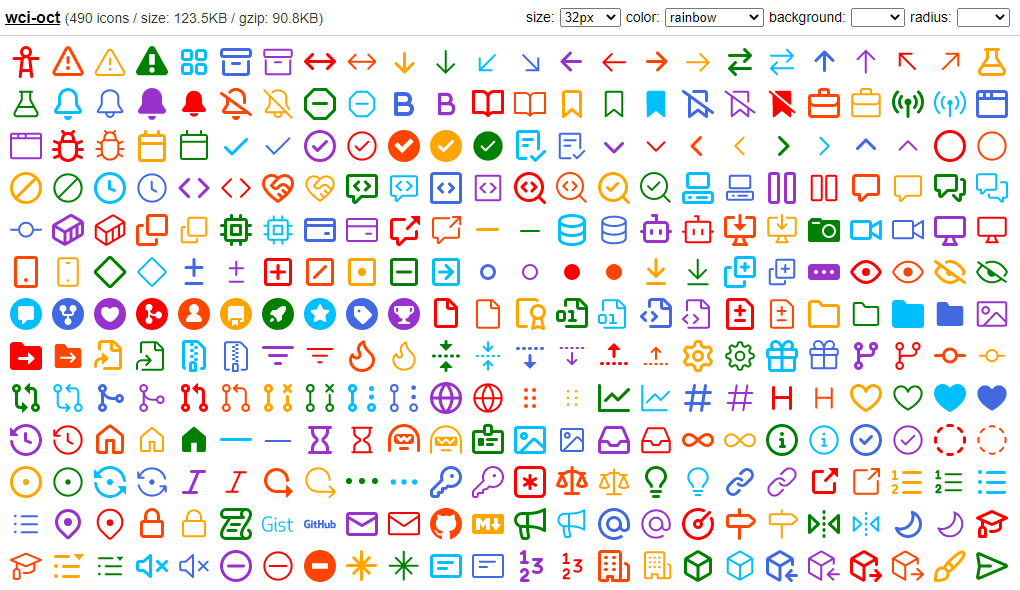 wci-oct (490 icons / size: 123.5KB / gzip: 90.8KB) size: 32px color: rainbow background: radius:
B B
H H
Gist GitHub M
1 2 3 1 2 3